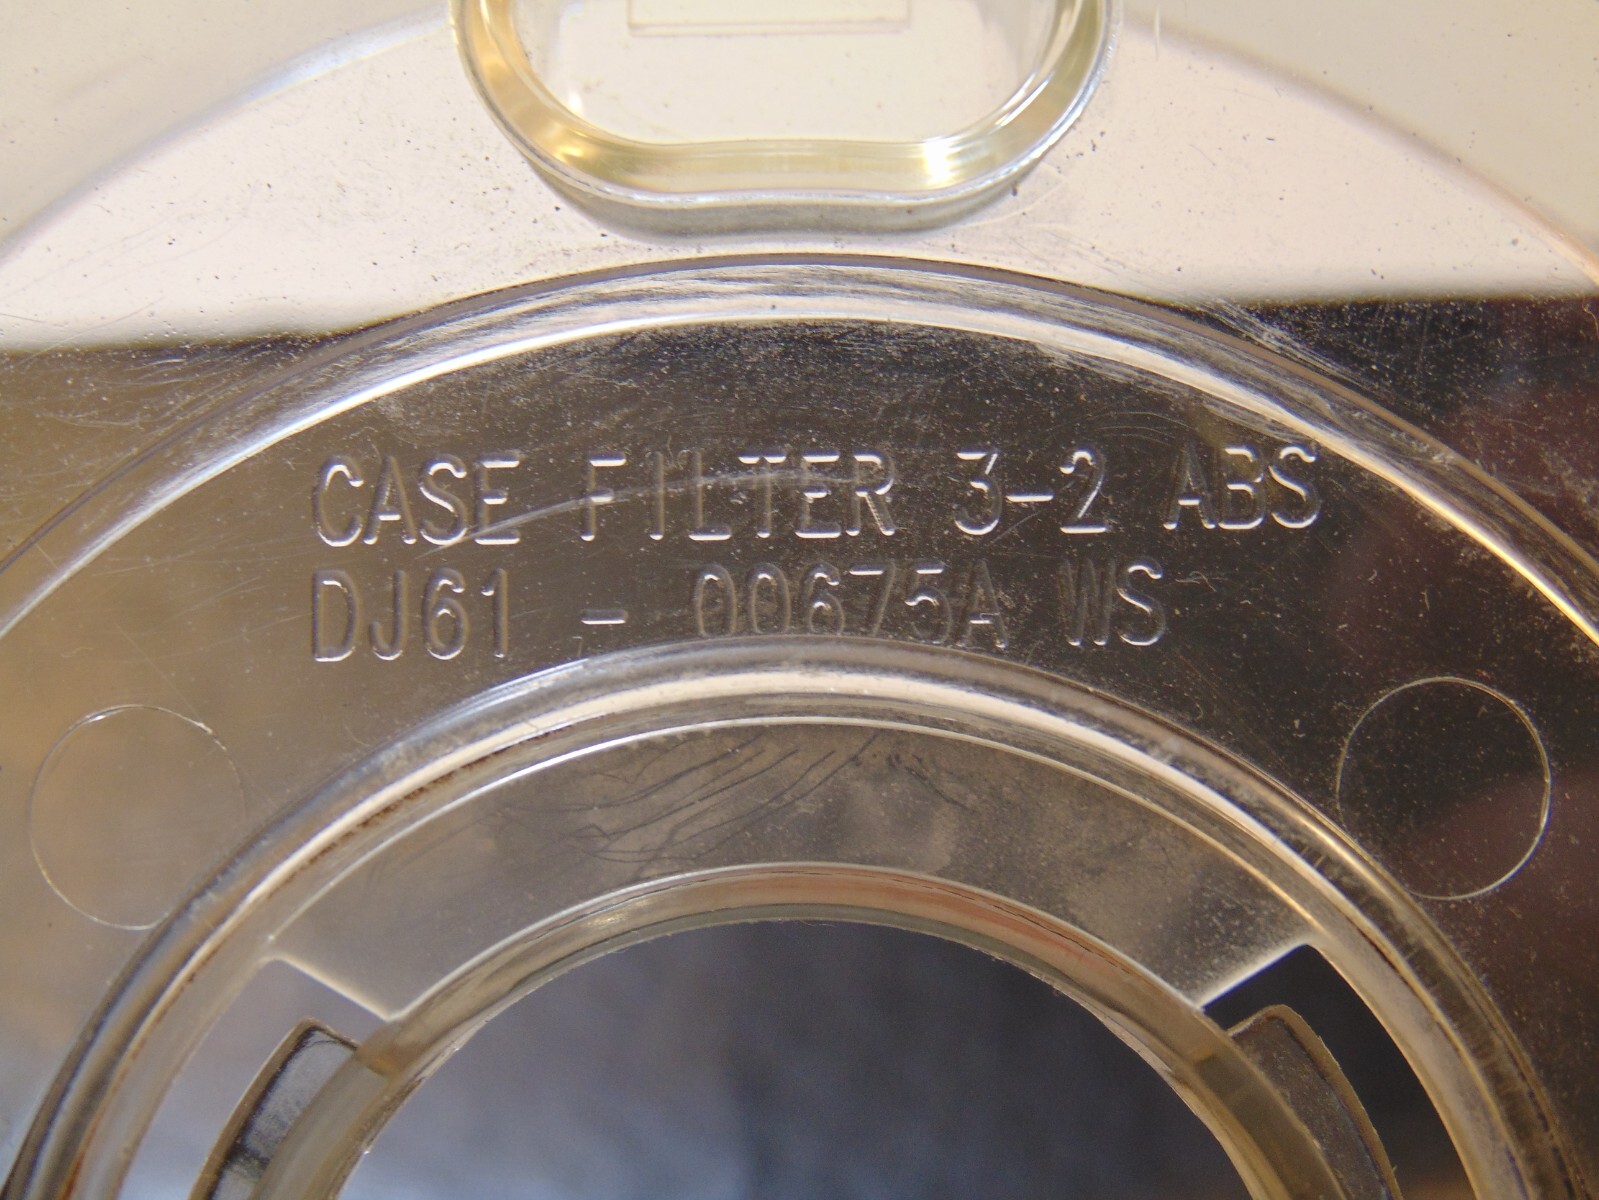 CASE FILTER 3-2 ABS
DJ61 - 00675A WS